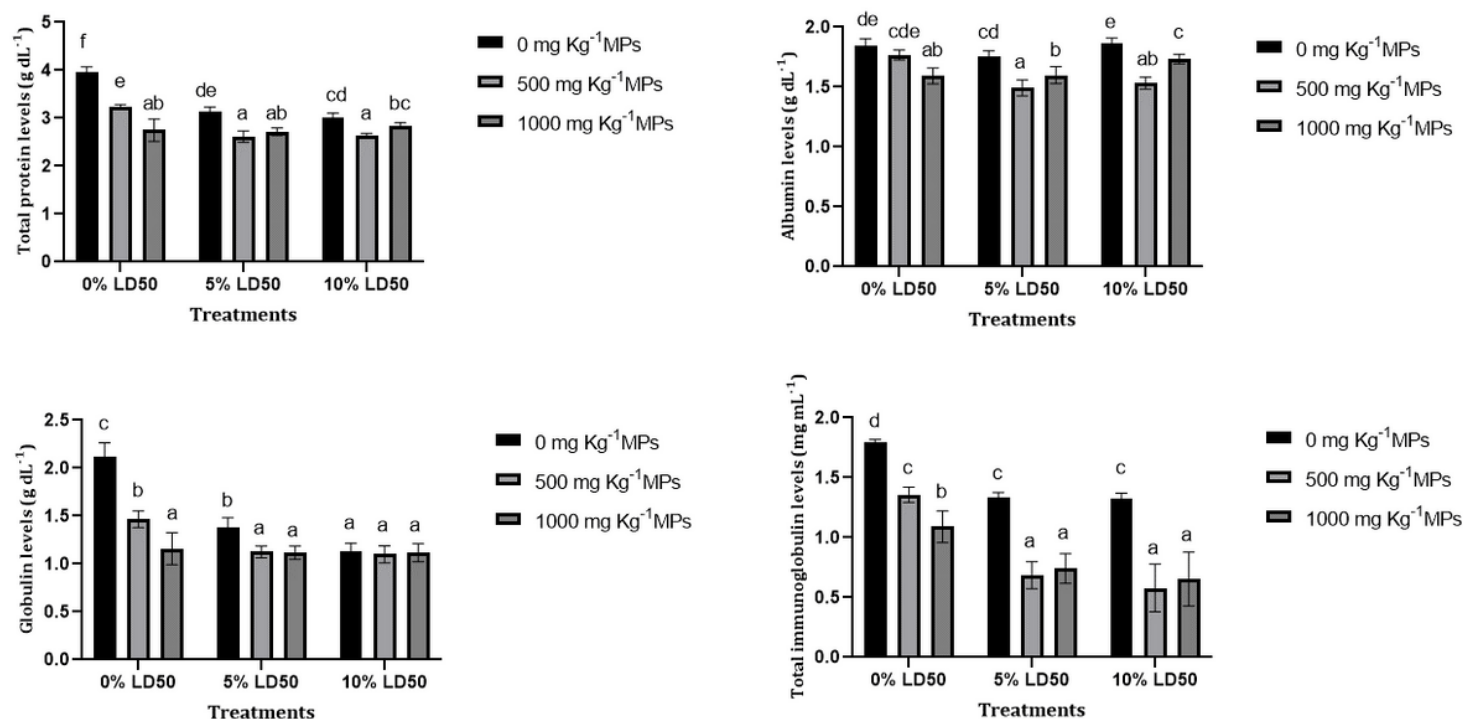 Total protein levels (g dL⁻¹)
5
4
3
2
1
0
f
e
ab
de
a
ab
cd
a
bc
0% LD50 5% LD50 10% LD50
Treatments
0 mg Kg⁻¹MPs
500 mg Kg⁻¹MPs
1000 mg Kg⁻¹MPs
Albumin levels (g dL⁻¹)
2.0
1.5
1.0
0.5
0.0
de
cde
ab
cd
a
b
e
ab
c
0% LD50 5% LD50 10% LD50
Treatments
0 mg Kg⁻¹MPs
500 mg Kg⁻¹MPs
1000 mg Kg⁻¹MPs
Globulin levels (g dL⁻¹)
2.5
2.0
1.5
1.0
0.5
0.0
c
b
a
b
a
a
a
a
a
0% LD50 5% LD50 10% LD50
Treatments
0 mg Kg⁻¹MPs
500 mg Kg⁻¹MPs
1000 mg Kg⁻¹MPs
Total immunoglobulin levels (mg mL⁻¹)
2.0
1.5
1.0
0.5
0.0
d
c
b
c
a
a
c
a
a
0% LD50 5% LD50 10% LD50
Treatments
0 mg Kg⁻¹MPs
500 mg Kg⁻¹MPs
1000 mg Kg⁻¹MPs